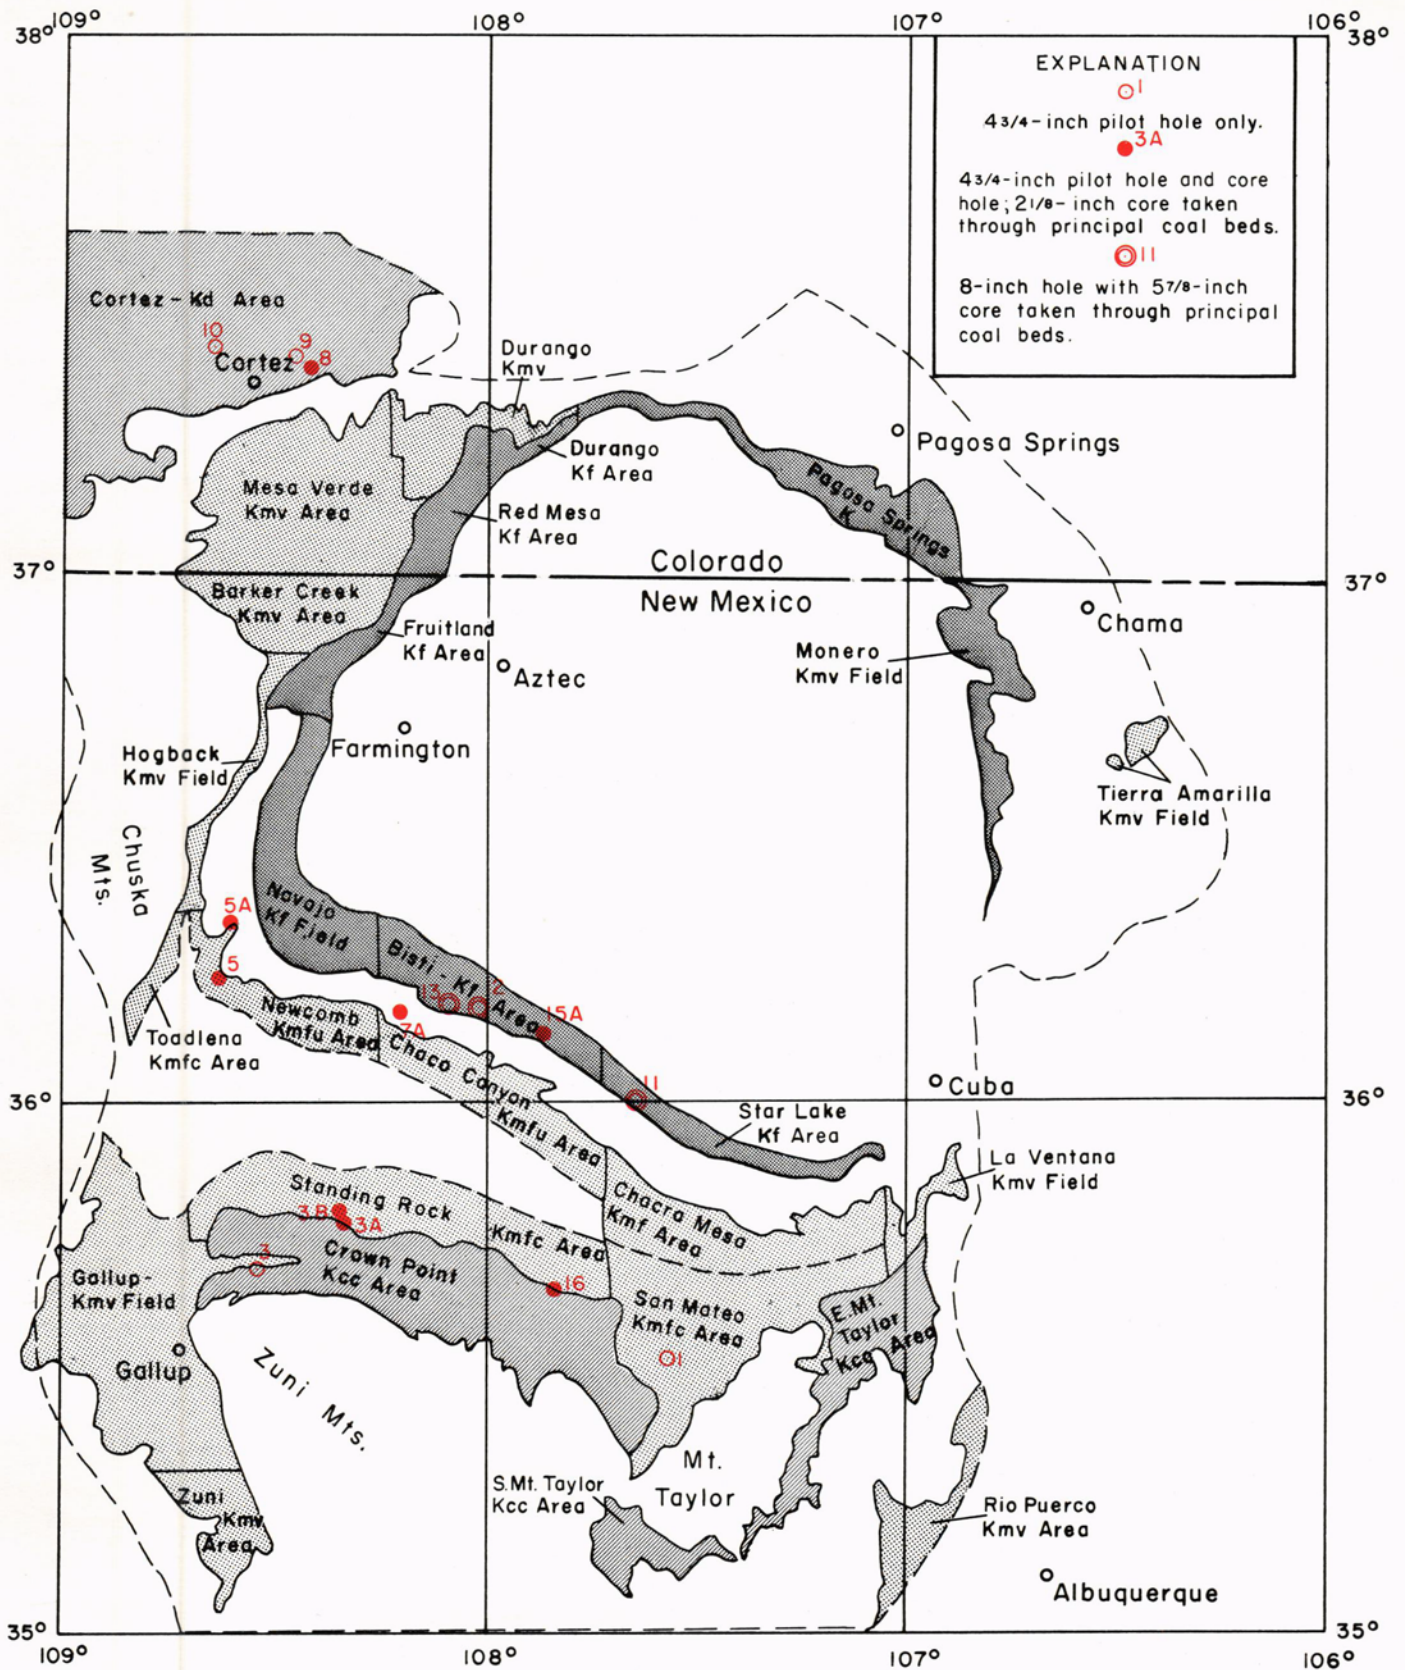 109°
108°
107°
106°
38°
38°
EXPLANATION
1
4 3/4-inch pilot hole only.
3A
4 3/4-inch pilot hole and core
hole; 2 1/8-inch core taken
through principal coal beds.
11
8-inch hole with 5 7/8-inch
core taken through principal
coal beds.
Cortez-Kd Area
10
9
8
Cortez
Durango
Kmv
Durango
Kf Area
Pagosa Springs
Pagosa Springs
K
Mesa Verde
Kmv Area
Red Mesa
Kf Area
37°
37°
Colorado
New Mexico
Barker Creek
Kmv Area
Fruitland
Kf Area
Aztec
Chama
Monero
Kmv Field
Farmington
Hogback
Kmv Field
Tierra Amarilla
Kmv Field
Chuska
Mts.
5A
5
Navajo
Kf Field
Bisti - Kf Area
13
2
15A
7A
Newcomb
Kmfu Area
Toadlena
Kmfc Area
Chaco Canyon
Kmfu Area
11
36°
36°
Cuba
Star Lake
Kf Area
La Ventana
Kmv Field
Standing Rock
Kmfc Area
3B
3A
3
Chacra Mesa
Kmf Area
Crown Point
Kcc Area
16
Gallup-
Kmv Field
San Mateo
Kmfc Area
1
E. Mt.
Taylor
Kcc Area
Gallup
Zuni Mts.
Mt.
Taylor
S. Mt. Taylor
Kcc Area
Zuni
Kmv
Area
Rio Puerco
Kmv Area
Albuquerque
35°
35°
109°
108°
107°
106°